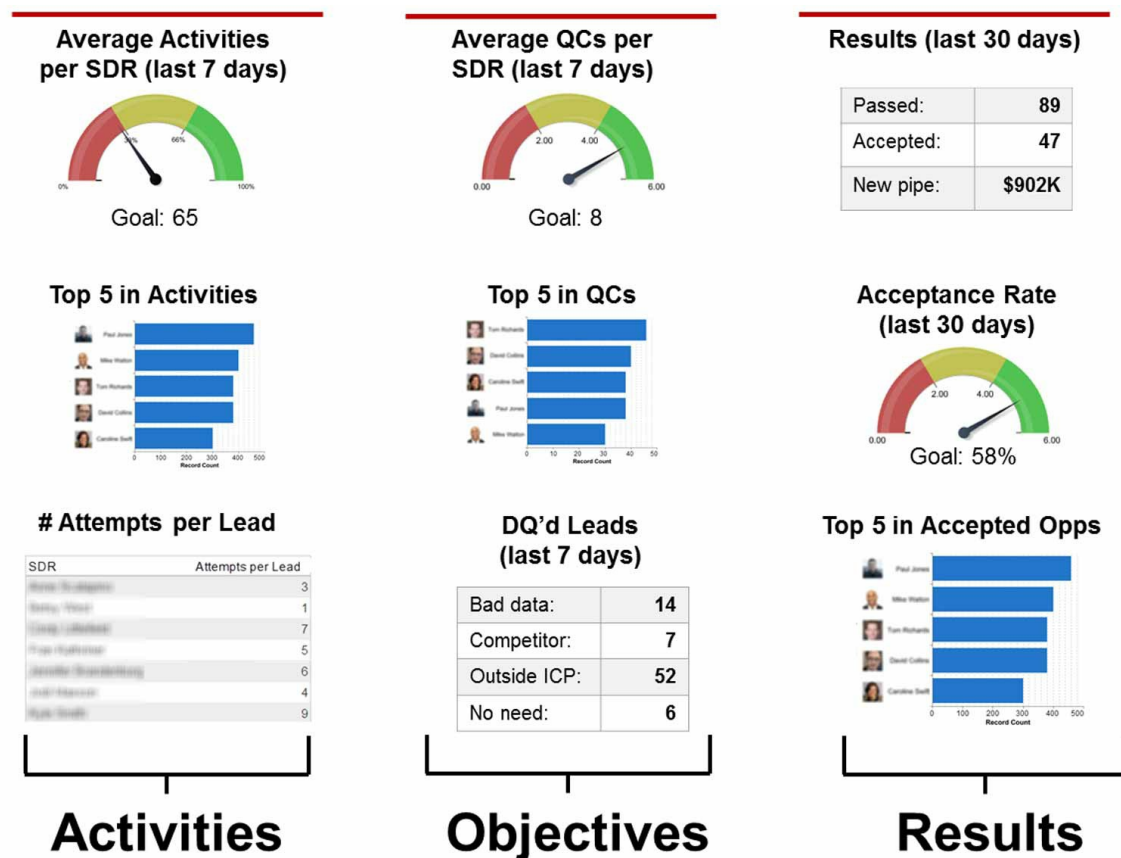 Average Activities
per SDR (last 7 days)
66%
0%
100%
Goal: 65
Top 5 in Activities
Paul Jones
Mike Walton
Tom Richards
David Collins
Caroline Swift
0 100 200 300 400 500
Record Count
# Attempts per Lead
SDR Attempts per Lead
3
1
7
5
6
4
9
Activities
Average QCs per
SDR (last 7 days)
2.00 4.00
0.00 6.00
Goal: 8
Top 5 in QCs
Tom Richards
David Collins
Caroline Swift
Paul Jones
Mike Walton
0 10 20 30 40 50
Record Count
DQ’d Leads
(last 7 days)
Bad data: 14
Competitor: 7
Outside ICP: 52
No need: 6
Objectives
Results (last 30 days)
Passed: 89
Accepted: 47
New pipe: $902K
Acceptance Rate
(last 30 days)
2.00 4.00
0.00 6.00
Goal: 58%
Top 5 in Accepted Opps
Paul Jones
Mike Walton
Tom Richards
David Collins
Caroline Swift
0 100 200 300 400 500
Record Count
Results